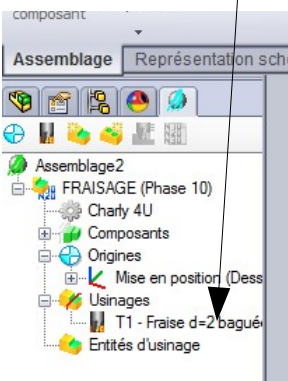 composant
Assemblage Représentation sch
Assemblage2
N20 FRAISAGE (Phase 10)
Charly 4U
Composants
Origines
Mise en position (Dess
Usinages
T1 - Fraise d=2 bagué
Entités d'usinage